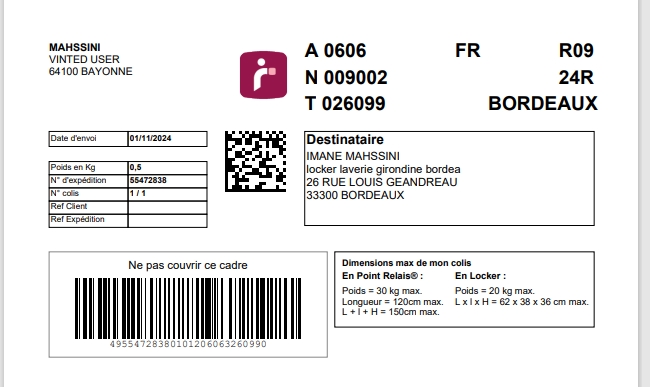 MAHSSINI
VINTED USER
64100 BAYONNE
A 0606 FR R09
N 009002 24R
T 026099 BORDEAUX
Date d'envoi 01/11/2024
Poids en Kg 0,5
N° d'expédition 55472838
N° colis 1 / 1
Ref Client
Ref Expédition
Destinataire
IMANE MAHSSINI
locker laverie girondine bordea
26 RUE LOUIS GEANDREAU
33300 BORDEAUX
Ne pas couvrir ce cadre
49554728380101206063260990
Dimensions max de mon colis
En Point Relais® : En Locker :
Poids = 30 kg max. Poids = 20 kg max.
Longueur = 120cm max. L x l x H = 62 x 38 x 36 cm max.
L + l + H = 150cm max.